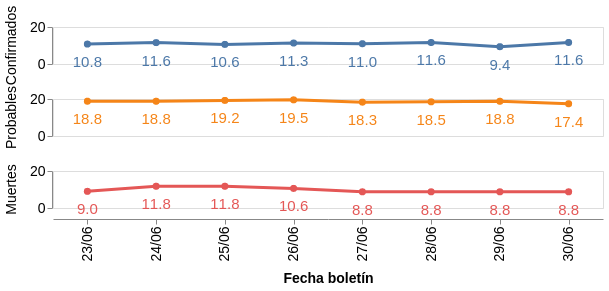 Confirmados
20
0
10.8 11.6 10.6 11.3 11.0 11.6 9.4 11.6
Probables
20
0
18.8 18.8 19.2 19.5 18.3 18.5 18.8 17.4
Muertes
20
0
9.0 11.8 11.8 10.6 8.8 8.8 8.8 8.8
23/06 24/06 25/06 26/06 27/06 28/06 29/06 30/06
Fecha boletín